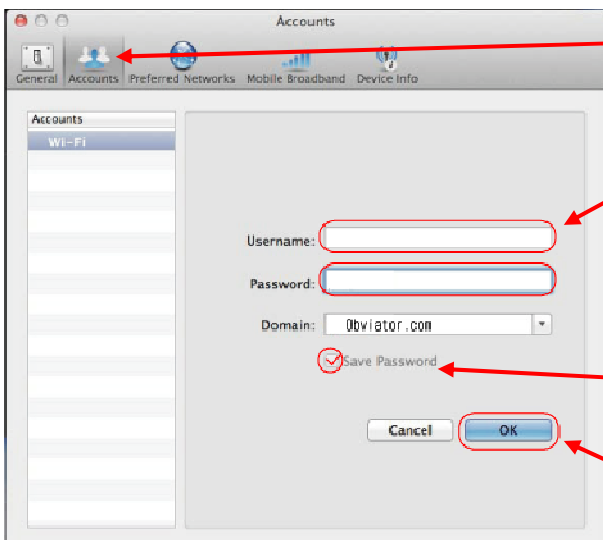 Accounts
General Accounts Preferred Networks Mobile Broadband Device Info
Accounts
Wi-Fi
Username:
Password:
Domain: Obviator.com
Save Password
Cancel OK